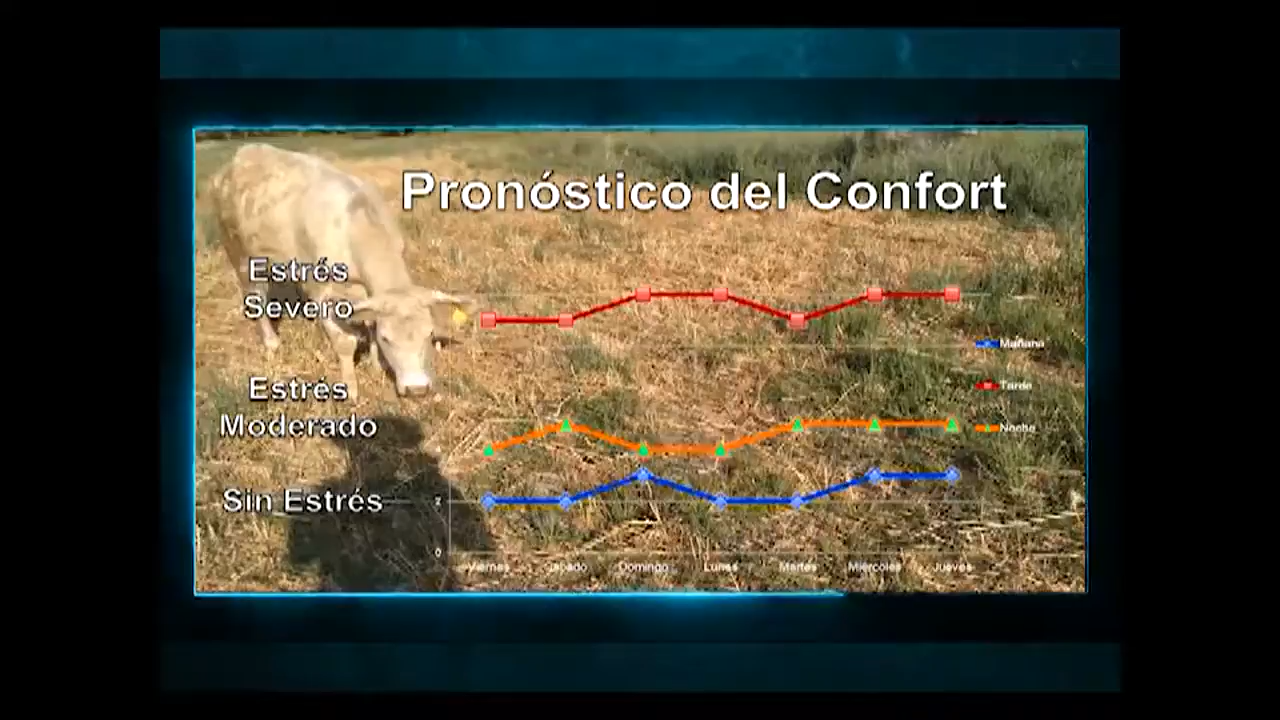 Pronóstico del Confort
Estrés
Severo
Mañana
Tarde
Estrés
Moderado
Noche
Sin Estrés
2
0
Viernes
Sábado
Domingo
Lunes
Martes
Miércoles
Jueves